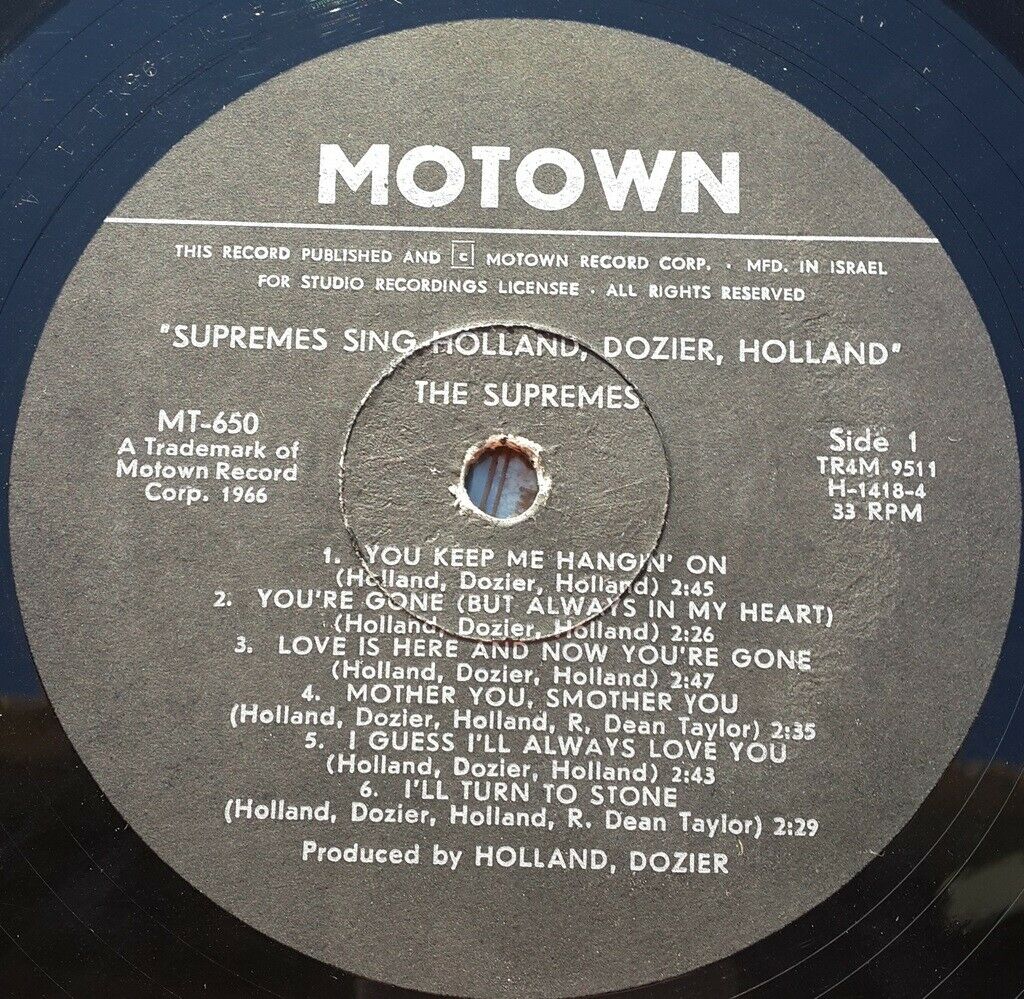 MOTOWN
THIS RECORD PUBLISHED AND [c] MOTOWN RECORD CORP. · MFD. IN ISRAEL
FOR STUDIO RECORDINGS LICENSEE · ALL RIGHTS RESERVED
"SUPREMES SING HOLLAND, DOZIER, HOLLAND"
THE SUPREMES
MT-650
A Trademark of
Motown Record
Corp. 1966
Side 1
TR4M 9511
H-1418-4
33 RPM
1. YOU KEEP ME HANGIN' ON
(Holland, Dozier, Holland) 2:45
2. YOU'RE GONE (BUT ALWAYS IN MY HEART)
(Holland, Dozier, Holland) 2:26
3. LOVE IS HERE AND NOW YOU'RE GONE
(Holland, Dozier, Holland) 2:47
4. MOTHER YOU, SMOTHER YOU
(Holland, Dozier, Holland, R. Dean Taylor) 2:35
5. I GUESS I'LL ALWAYS LOVE YOU
(Holland, Dozier, Holland) 2:43
6. I'LL TURN TO STONE
(Holland, Dozier, Holland, R. Dean Taylor) 2:29
Produced by HOLLAND, DOZIER